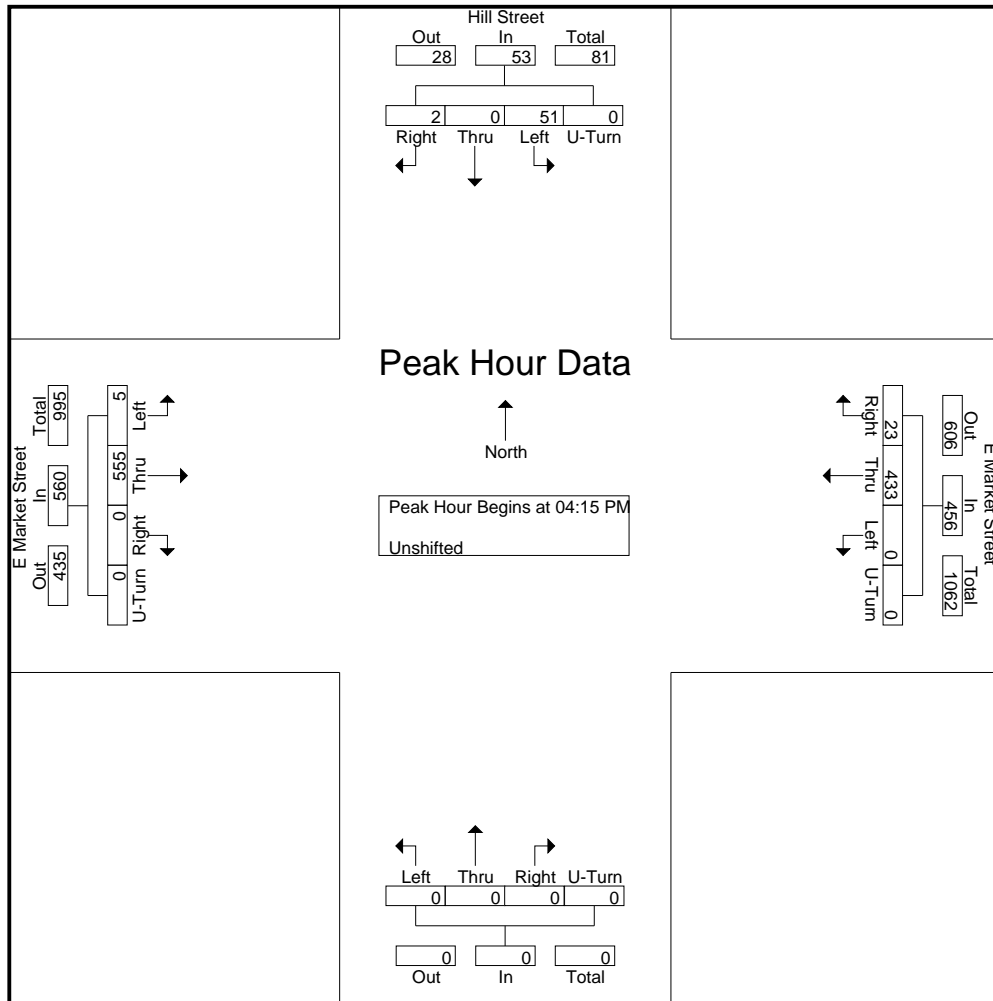 Hill Street
Out In Total
28 53 81
2 0 51 0
Right Thru Left U-Turn
Peak Hour Data
North
Peak Hour Begins at 04:15 PM
Unshifted
E Market Street
Total In Out
995 560 435
5 555 0 0
Left Thru Right U-Turn
Right Thru Left U-Turn
23 433 0 0
Out In Total
606 456 1062
E Market Street
Left Thru Right U-Turn
0 0 0 0
0 0 0
Out In Total